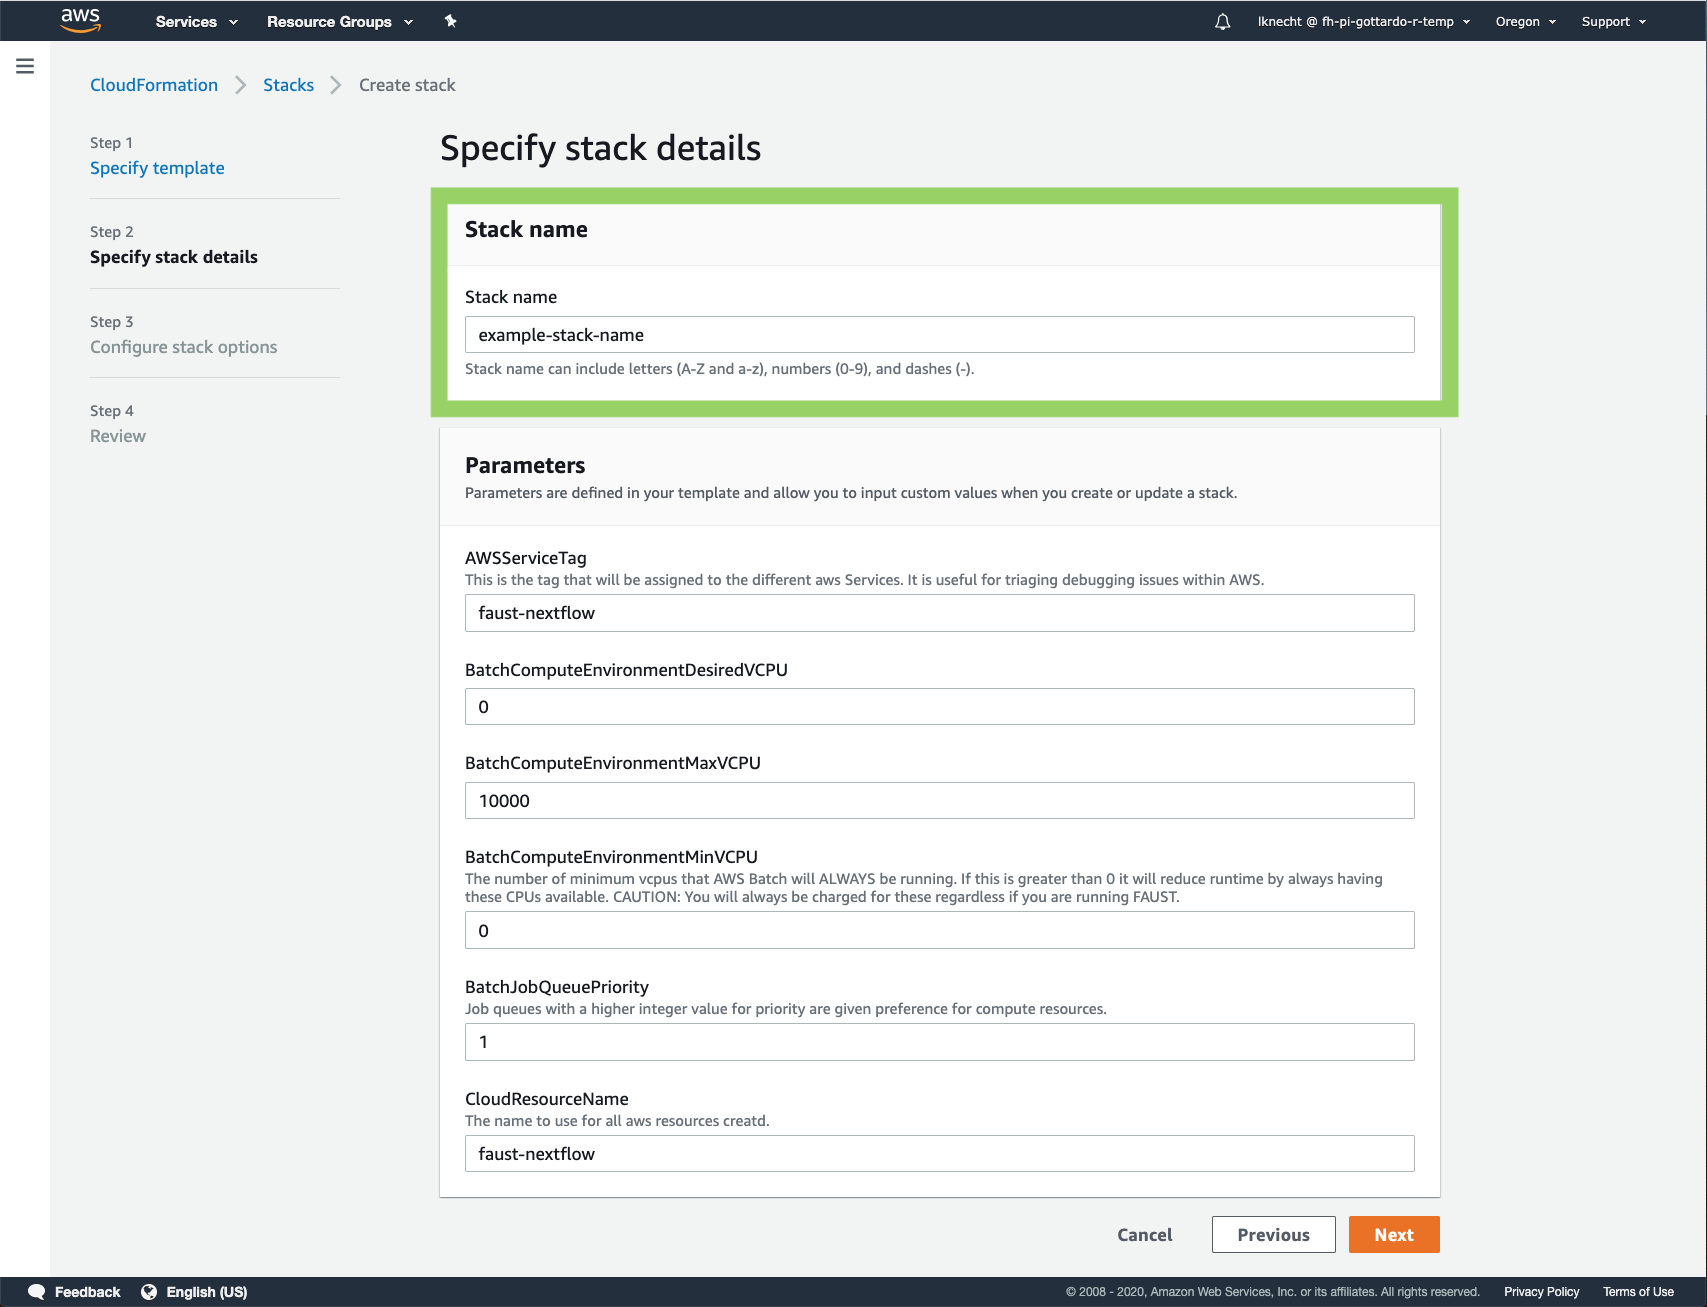 aws Services Resource Groups lknecht @ fh-pi-gottardo-r-temp Oregon Support
CloudFormation Stacks Create stack
Step 1
Specify template
Step 2
Specify stack details
Step 3
Configure stack options
Step 4
Review
Specify stack details
Stack name
Stack name
example-stack-name
Stack name can include letters (A-Z and a-z), numbers (0-9), and dashes (-).
Parameters
Parameters are defined in your template and allow you to input custom values when you create or update a stack.
AWSServiceTag
This is the tag that will be assigned to the different aws Services. It is useful for triaging debugging issues within AWS.
faust-nextflow
BatchComputeEnvironmentDesiredVCPU
0
BatchComputeEnvironmentMaxVCPU
10000
BatchComputeEnvironmentMinVCPU
The number of minimum vcpus that AWS Batch will ALWAYS be running. If this is greater than 0 it will reduce runtime by always having
these CPUs available. CAUTION: You will always be charged for these regardless if you are running FAUST.
0
BatchJobQueuePriority
Job queues with a higher integer value for priority are given preference for compute resources.
1
CloudResourceName
The name to use for all aws resources creatd.
faust-nextflow
Cancel Previous Next
Feedback English (US) © 2008 - 2020, Amazon Web Services, Inc. or its affiliates. All rights reserved. Privacy Policy Terms of Use